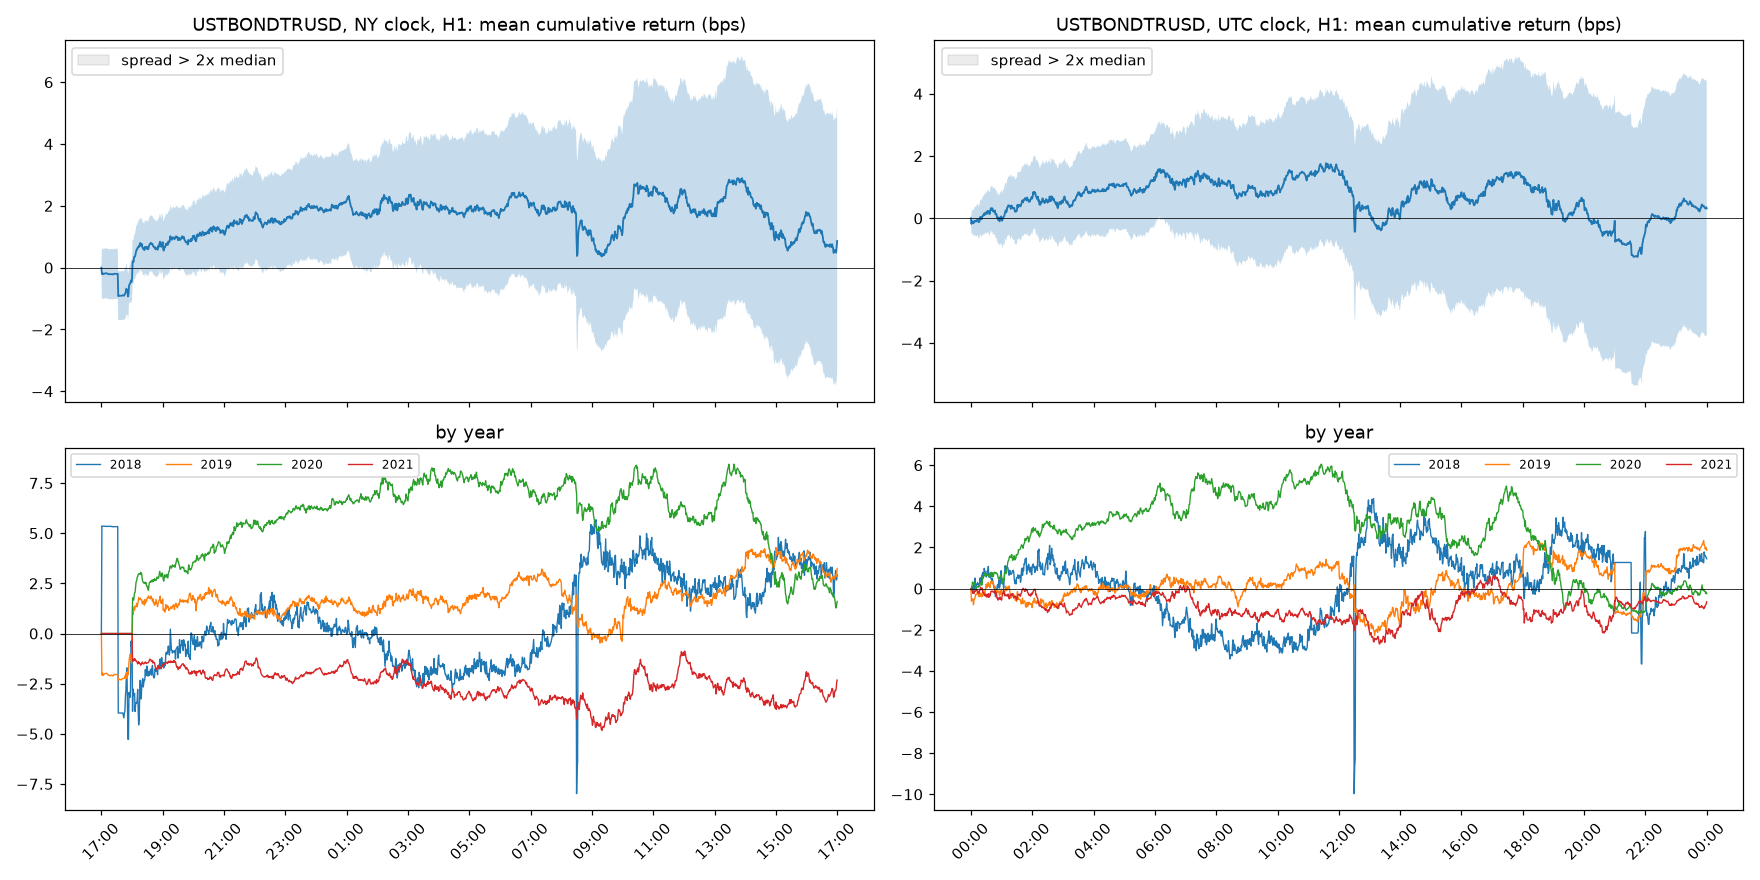 USTBONDTRUSD, NY clock, H1: mean cumulative return (bps)
spread > 2x median
6
4
2
0
−2
−4
USTBONDTRUSD, UTC clock, H1: mean cumulative return (bps)
spread > 2x median
4
2
0
−2
−4
by year
2018 2019 2020 2021
7.5
5.0
2.5
0.0
−2.5
−5.0
−7.5
17:00 19:00 21:00 23:00 01:00 03:00 05:00 07:00 09:00 11:00 13:00 15:00 17:00
by year
2018 2019 2020 2021
6
4
2
0
−2
−4
−6
−8
−10
00:00 02:00 04:00 06:00 08:00 10:00 12:00 14:00 16:00 18:00 20:00 22:00 00:00